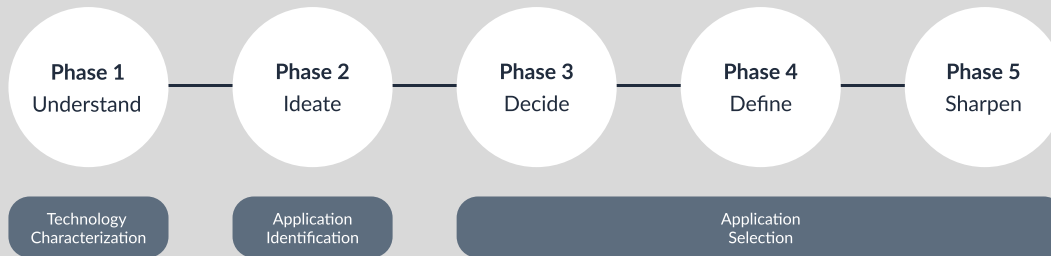 Phase 1
Understand
Phase 2
Ideate
Phase 3
Decide
Phase 4
Define
Phase 5
Sharpen
Technology
Characterization
Application
Identification
Application
Selection